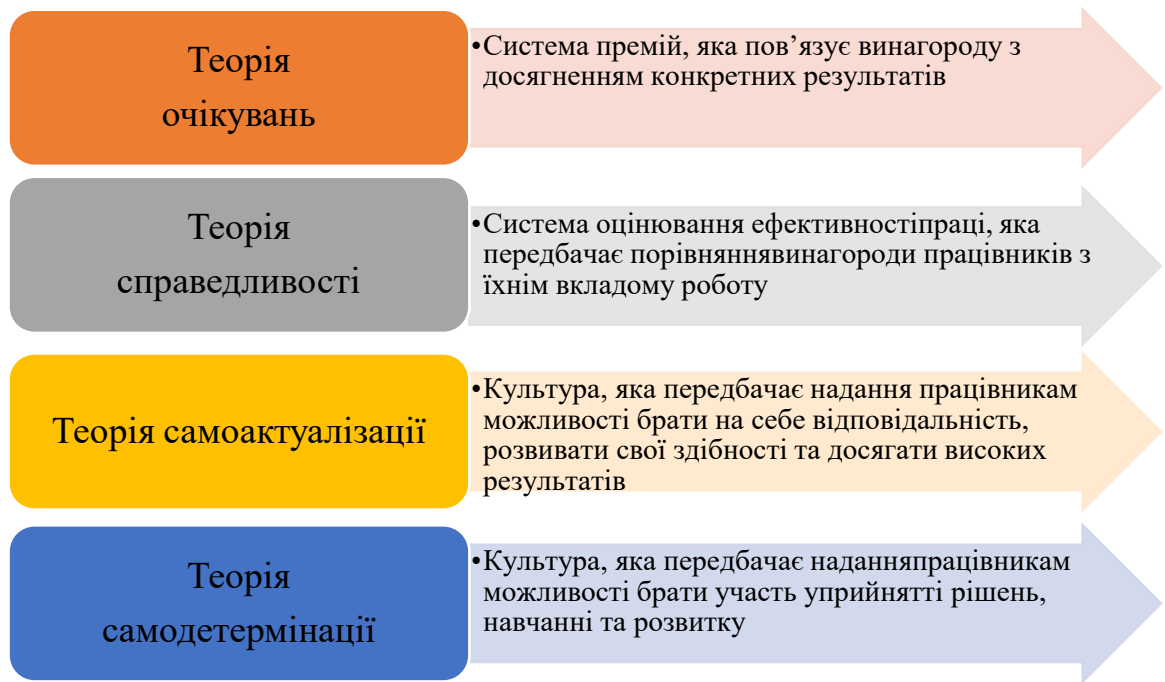 Теорія
очікувань
•Система премій, яка пов’язує винагороду з
досягненням конкретних результатів
Теорія
справедливості
•Система оцінювання ефективностіпраці, яка
передбачає порівняннявинагороди працівників з
їхнім вкладому роботу
Теорія самоактуалізації
•Культура, яка передбачає надання працівникам
можливості брати на себе відповідальність,
розвивати свої здібності та досягати високих
результатів
Теорія
самодетермінації
•Культура, яка передбачає наданняпрацівникам
можливості брати участь уприйнятті рішень,
навчанні та розвитку